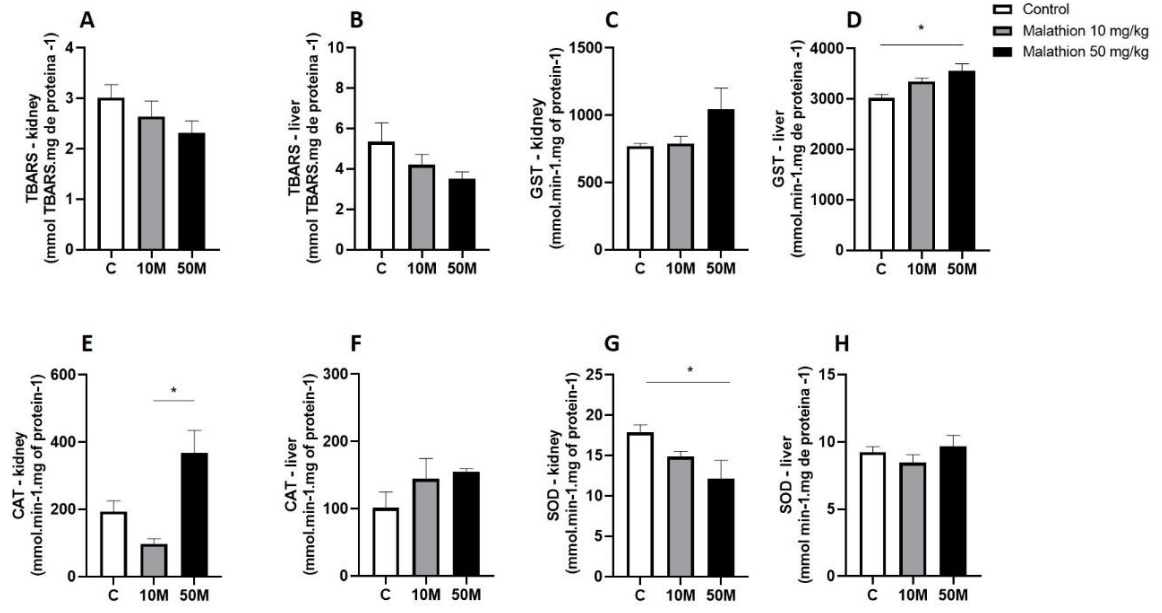 Control
Malathion 10 mg/kg
Malathion 50 mg/kg
A
TBARS - kidney
(mmol TBARS.mg de proteina -1)
4
3
2
1
0
C 10M 50M
B
TBARS - liver
(mmol TBARS.mg de proteina -1)
10
8
6
4
2
0
C 10M 50M
C
GST - kidney
(mmol.min-1.mg of protein-1)
1500
1000
500
0
C 10M 50M
D
GST - liver
(mmol.min-1.mg de proteina -1)
4000
3000
2000
1000
0
*
C 10M 50M
E
CAT - kidney
(mmol.min-1.mg of protein-1)
600
400
200
0
*
C 10M 50M
F
CAT - liver
(mmol.min-1.mg of protein-1)
300
200
100
0
C 10M 50M
G
SOD - kidney
(mmol.min-1.mg of protein-1)
25
20
15
10
5
0
*
C 10M 50M
H
SOD - liver
(mmol min-1.mg de proteina -1)
15
10
5
0
C 10M 50M